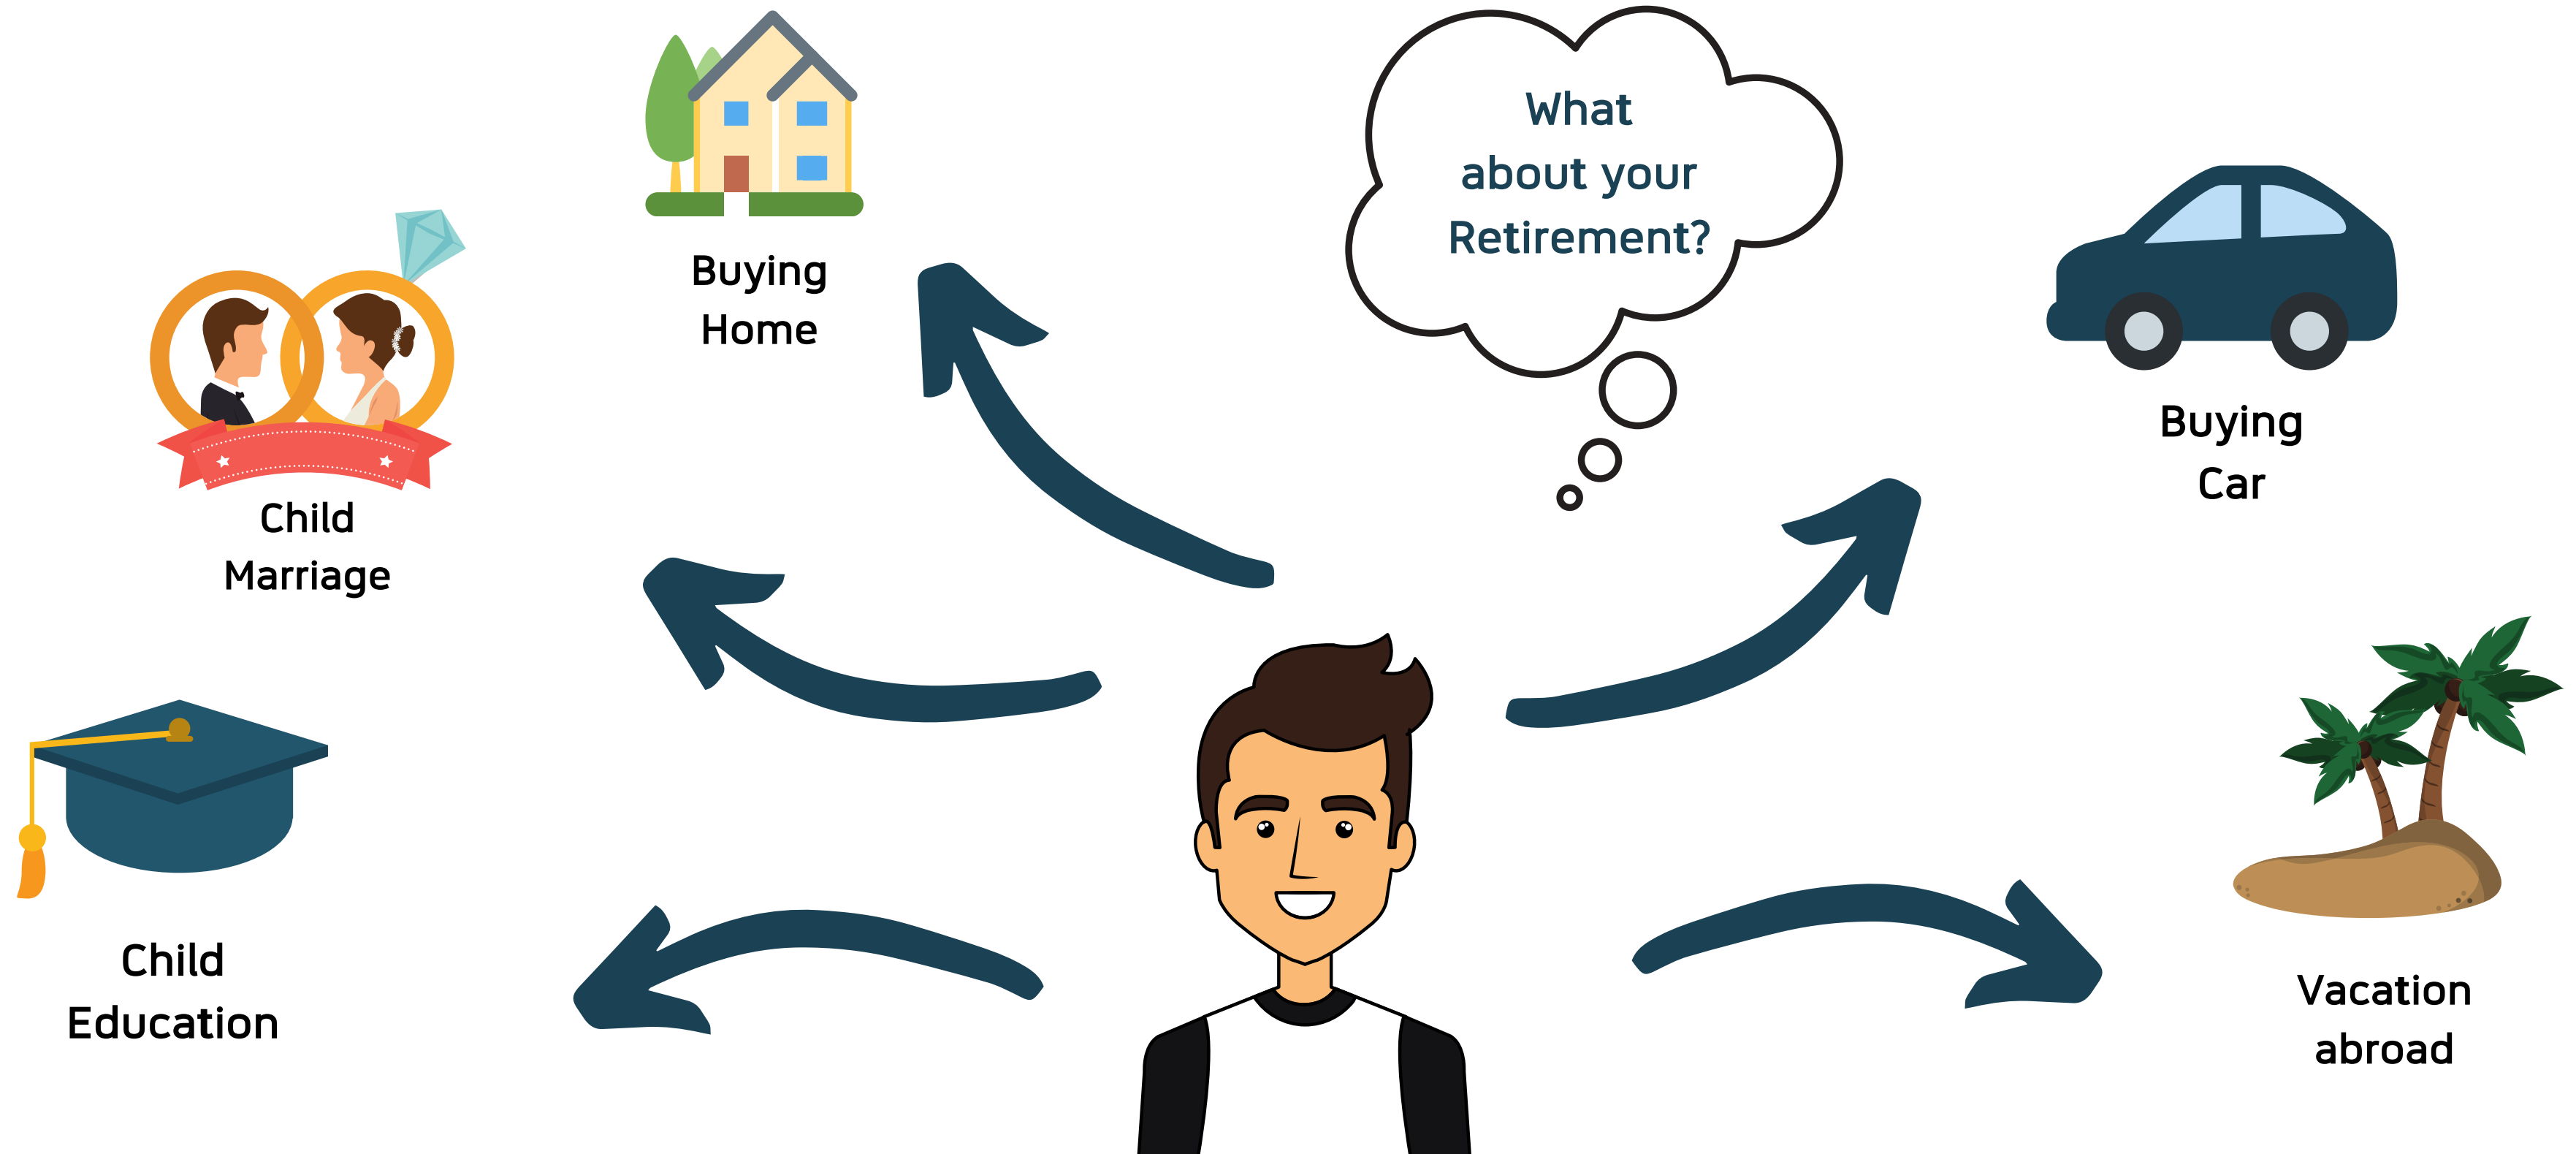 Buying
Home
What
about your
Retirement?
Buying
Car
Child
Marriage
Child
Education
Vacation
abroad